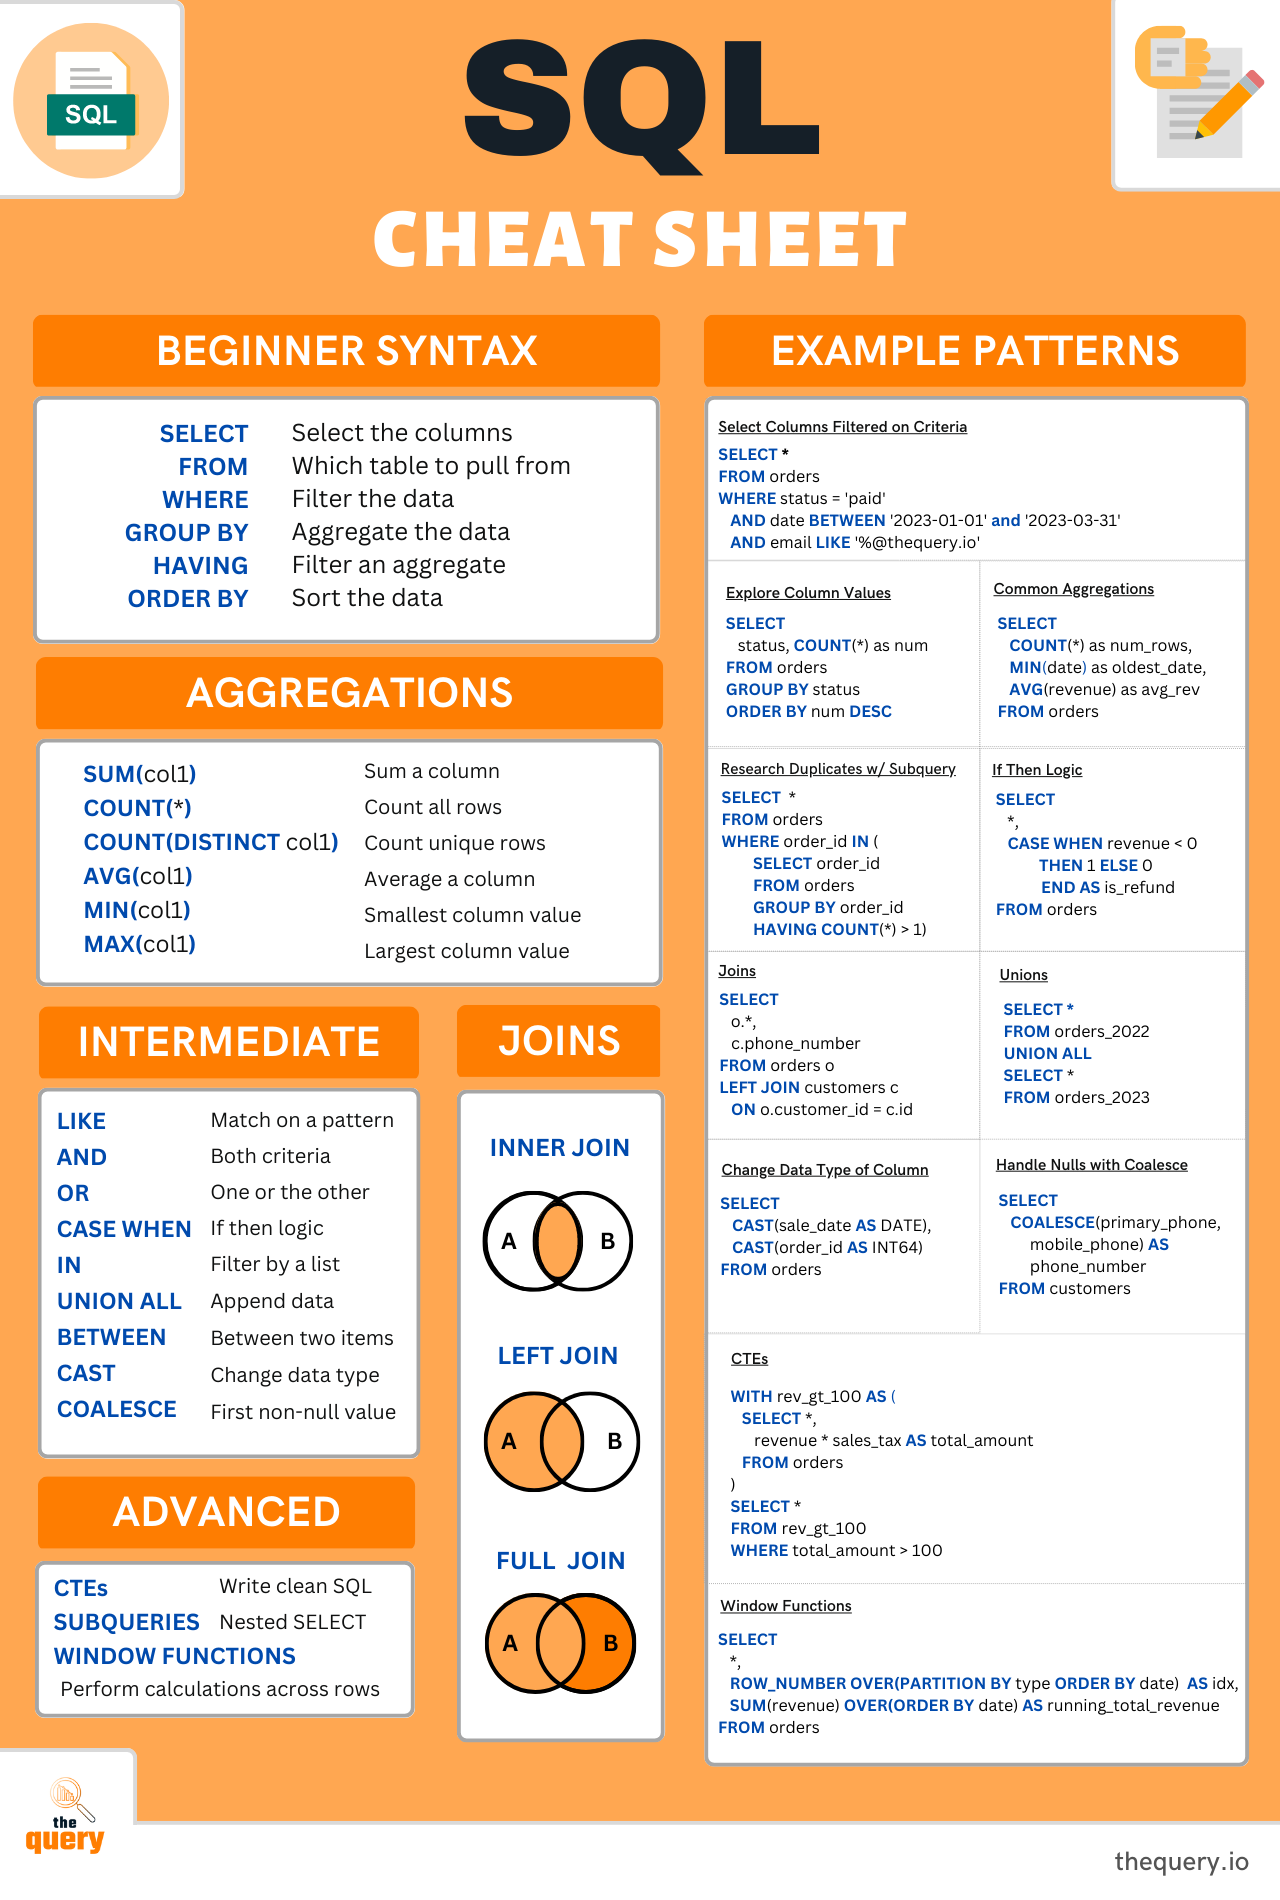 SQL
SQL
CHEAT SHEET
BEGINNER SYNTAX
SELECT Select the columns
FROM Which table to pull from
WHERE Filter the data
GROUP BY Aggregate the data
HAVING Filter an aggregate
ORDER BY Sort the data
AGGREGATIONS
SUM(col1) Sum a column
COUNT(*) Count all rows
COUNT(DISTINCT col1) Count unique rows
AVG(col1) Average a column
MIN(col1) Smallest column value
MAX(col1) Largest column value
INTERMEDIATE
LIKE Match on a pattern
AND Both criteria
OR One or the other
CASE WHEN If then logic
IN Filter by a list
UNION ALL Append data
BETWEEN Between two items
CAST Change data type
COALESCE First non-null value
ADVANCED
CTEs Write clean SQL
SUBQUERIES Nested SELECT
WINDOW FUNCTIONS
Perform calculations across rows
JOINS
INNER JOIN
A B
LEFT JOIN
A B
FULL JOIN
A B
EXAMPLE PATTERNS
Select Columns Filtered on Criteria
SELECT *
FROM orders
WHERE status = 'paid'
AND date BETWEEN '2023-01-01' and '2023-03-31'
AND email LIKE '%@thequery.io'
Explore Column Values
SELECT
status, COUNT(*) as num
FROM orders
GROUP BY status
ORDER BY num DESC
Common Aggregations
SELECT
COUNT(*) as num_rows,
MIN(date) as oldest_date,
AVG(revenue) as avg_rev
FROM orders
Research Duplicates w/ Subquery
SELECT *
FROM orders
WHERE order_id IN (
SELECT order_id
FROM orders
GROUP BY order_id
HAVING COUNT(*) > 1)
If Then Logic
SELECT
*,
CASE WHEN revenue < 0
THEN 1 ELSE 0
END AS is_refund
FROM orders
Joins
SELECT
o.*,
c.phone_number
FROM orders o
LEFT JOIN customers c
ON o.customer_id = c.id
Unions
SELECT *
FROM orders_2022
UNION ALL
SELECT *
FROM orders_2023
Change Data Type of Column
SELECT
CAST(sale_date AS DATE),
CAST(order_id AS INT64)
FROM orders
Handle Nulls with Coalesce
SELECT
COALESCE(primary_phone,
mobile_phone) AS
phone_number
FROM customers
CTEs
WITH rev_gt_100 AS (
SELECT *,
revenue * sales_tax AS total_amount
FROM orders
)
SELECT *
FROM rev_gt_100
WHERE total_amount > 100
Window Functions
SELECT
*,
ROW_NUMBER OVER(PARTITION BY type ORDER BY date) AS idx,
SUM(revenue) OVER(ORDER BY date) AS running_total_revenue
FROM orders
the
query
thequery.io